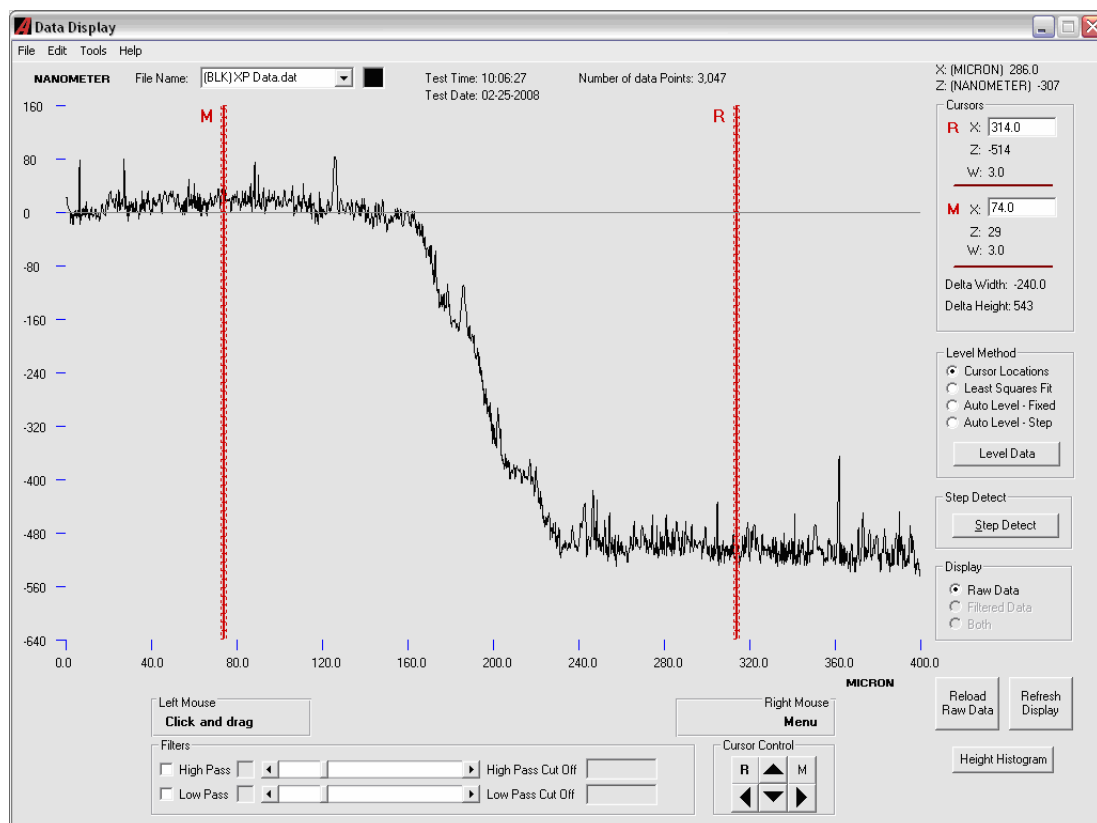 Data Display
File Edit Tools Help
NANOMETER File Name: (BLK) XP Data.dat Test Time: 10:06:27 Number of data Points: 3,047
Test Date: 02-25-2008
X: (MICRON) 286.0
Z: (NANOMETER) -307
160
80
0
-80
-160
-240
-320
-400
-480
-560
-640
M
R
0.0 40.0 80.0 120.0 160.0 200.0 240.0 280.0 320.0 360.0 400.0
MICRON
Cursors
R X: 314.0
Z: -514
W: 3.0
M X: 74.0
Z: 29
W: 3.0
Delta Width: -240.0
Delta Height: 543
Level Method
Cursor Locations
Least Squares Fit
Auto Level - Fixed
Auto Level - Step
Level Data
Step Detect
Step Detect
Display
Raw Data
Filtered Data
Both
Reload
Raw Data
Refresh
Display
Height Histogram
Left Mouse
Click and drag
Right Mouse
Menu
Filters
High Pass High Pass Cut Off
Low Pass Low Pass Cut Off
Cursor Control
R M